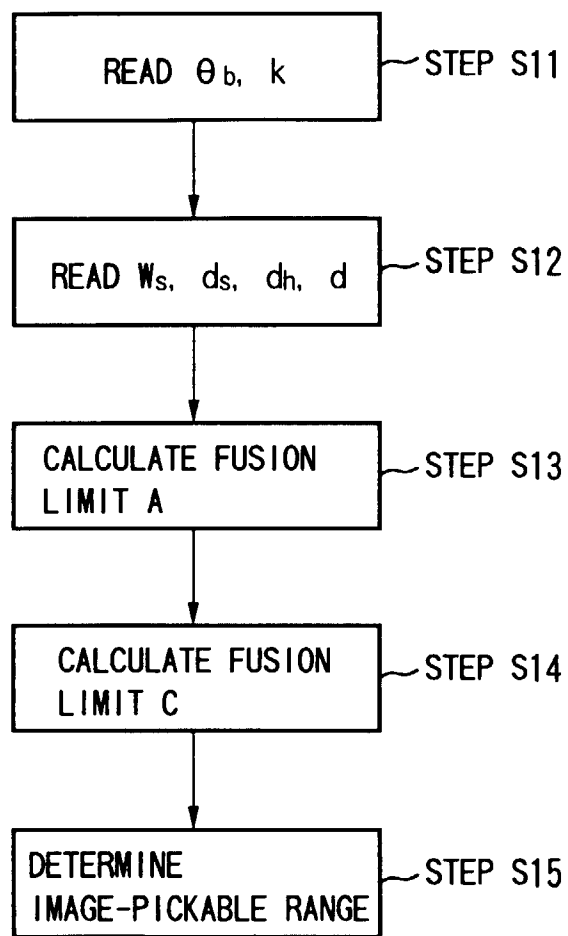 READ θb, k
STEP S11
READ Ws, ds, dh, d
STEP S12
CALCULATE FUSION
LIMIT A
STEP S13
CALCULATE FUSION
LIMIT C
STEP S14
DETERMINE
IMAGE-PICKABLE RANGE
STEP S15